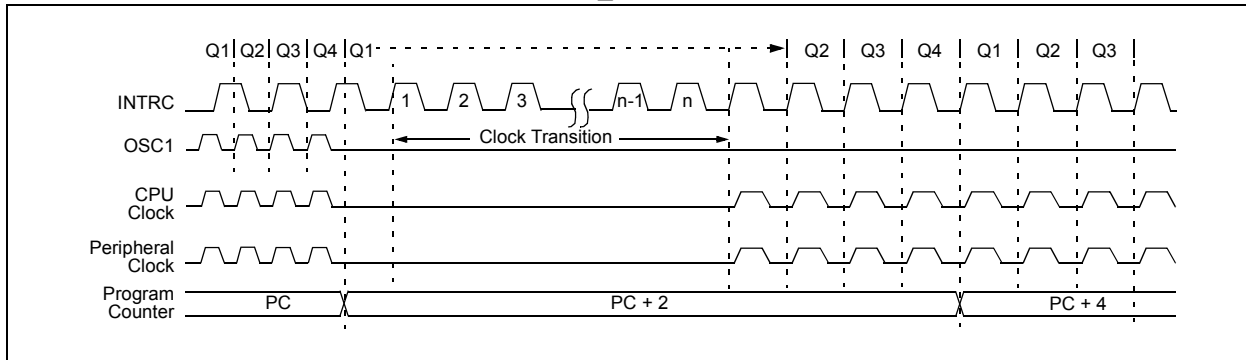 Q1 Q2 Q3 Q4 Q1 Q2 Q3 Q4 Q1 Q2 Q3
INTRC
1 2 3 n-1 n
Clock Transition
OSC1
CPU
Clock
Peripheral
Clock
Program
Counter
PC PC + 2 PC + 4